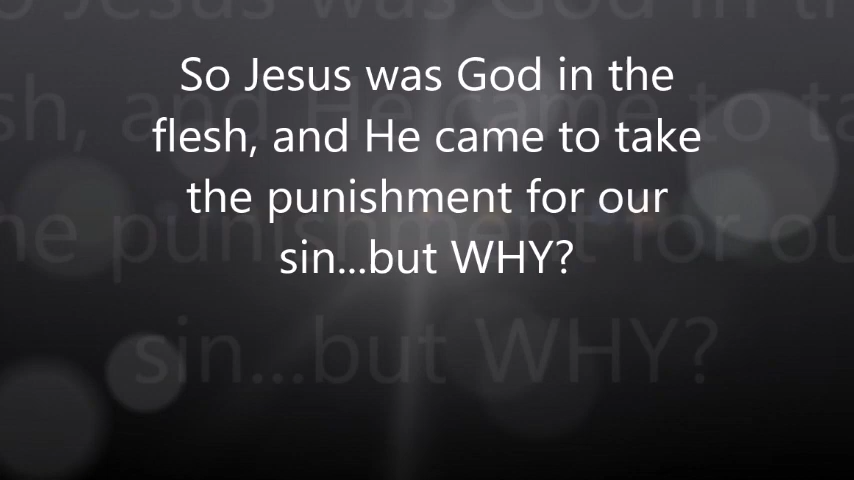 So Jesus was God in the
flesh, and He came to take
the punishment for our
sin...but WHY?